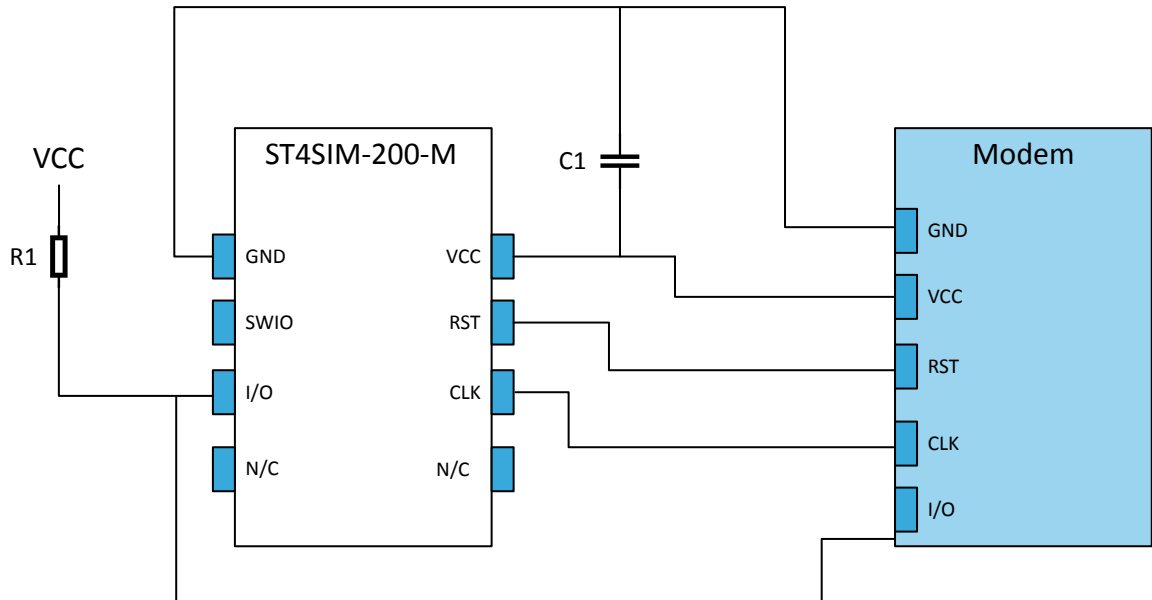 ST4SIM-200-M
Modem
VCC
C1
R1
GND
VCC
SWIO
RST
I/O
CLK
N/C
N/C
GND
VCC
RST
CLK
I/O